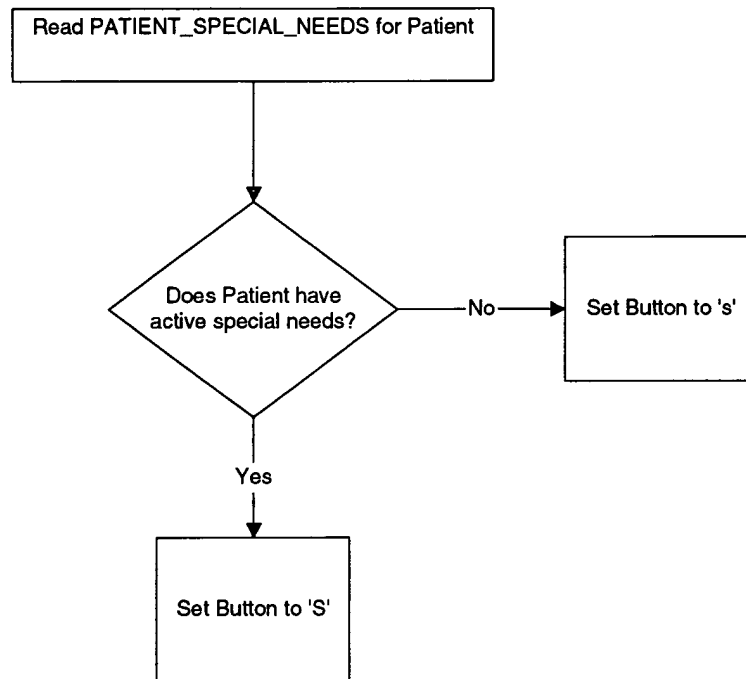 Read PATIENT_SPECIAL_NEEDS for Patient
Does Patient have
active special needs?
No
Set Button to 's'
Yes
Set Button to 'S'